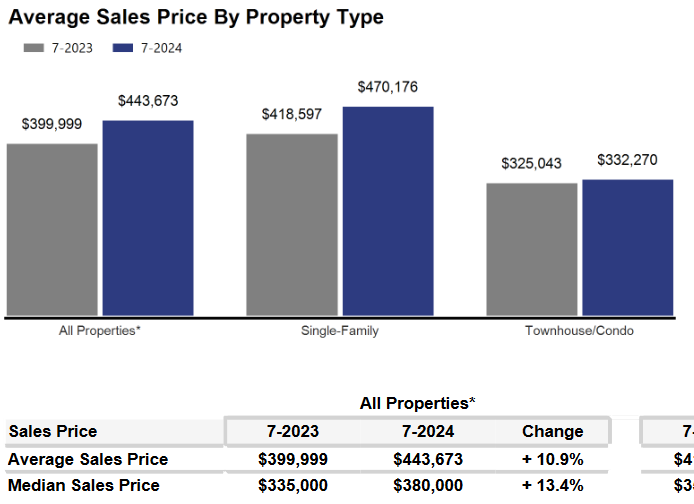 Average Sales Price By Property Type
7-2023 7-2024
$399,999 $443,673 $418,597 $470,176 $325,043 $332,270
All Properties* Single-Family Townhouse/Condo
All Properties*
Sales Price 7-2023 7-2024 Change
Average Sales Price $399,999 $443,673 + 10.9%
Median Sales Price $335,000 $380,000 + 13.4%